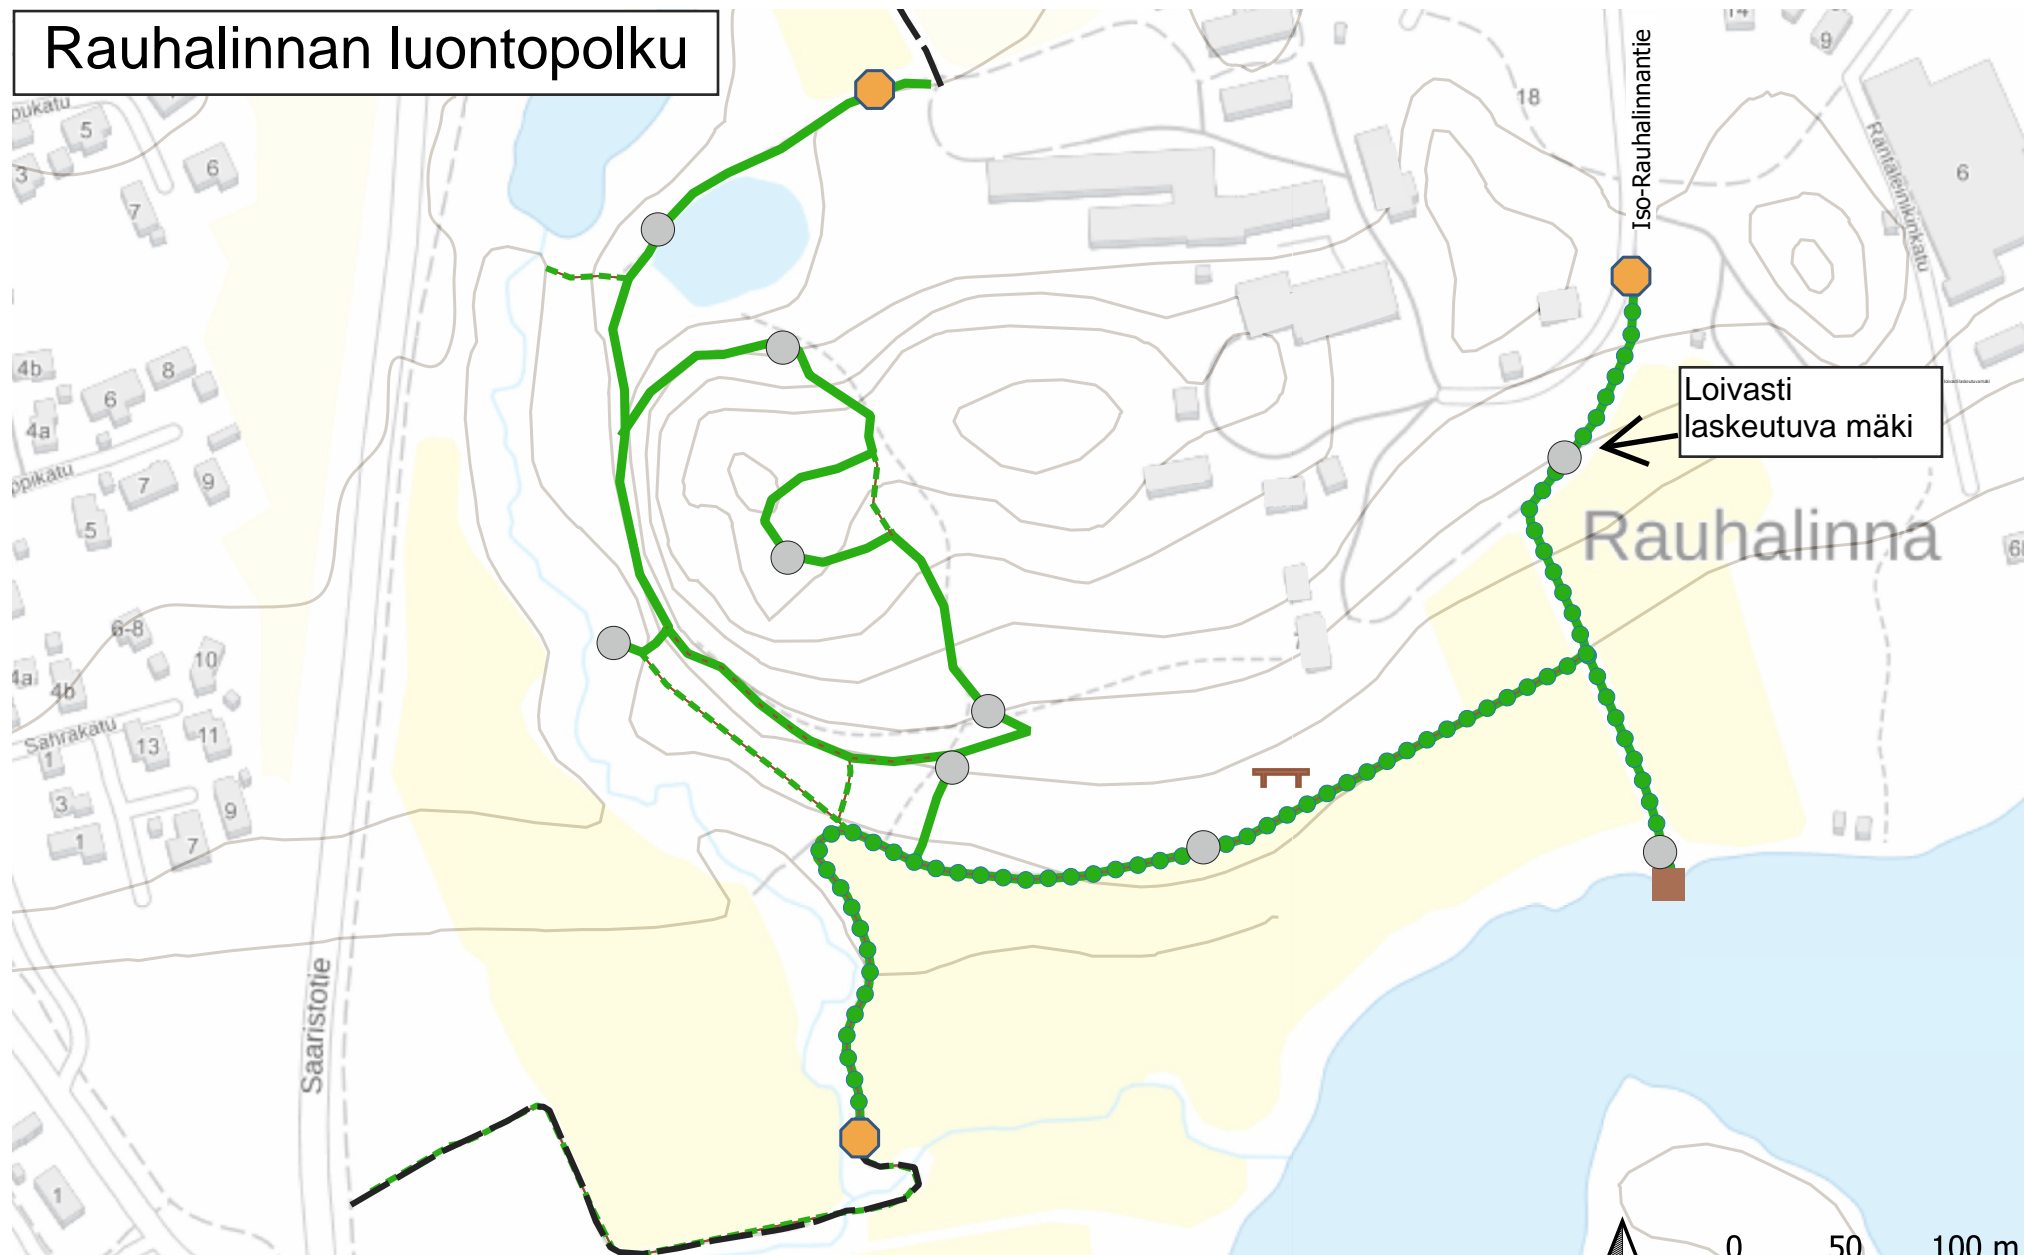 Rauhalinnan luontopolku
Iso-Rauhalinnantie
14
9
18
6
Rantaleinikinkatu
5
3
6
7
Loivasti
laskeutuva mäki
4b
8
6
4a
7
9
5
Rauhalinna
6-8
10
4a
4b
Sahrakatu
13
11
1
3
9
1
7
Saaristotie
1
0 50 100 m